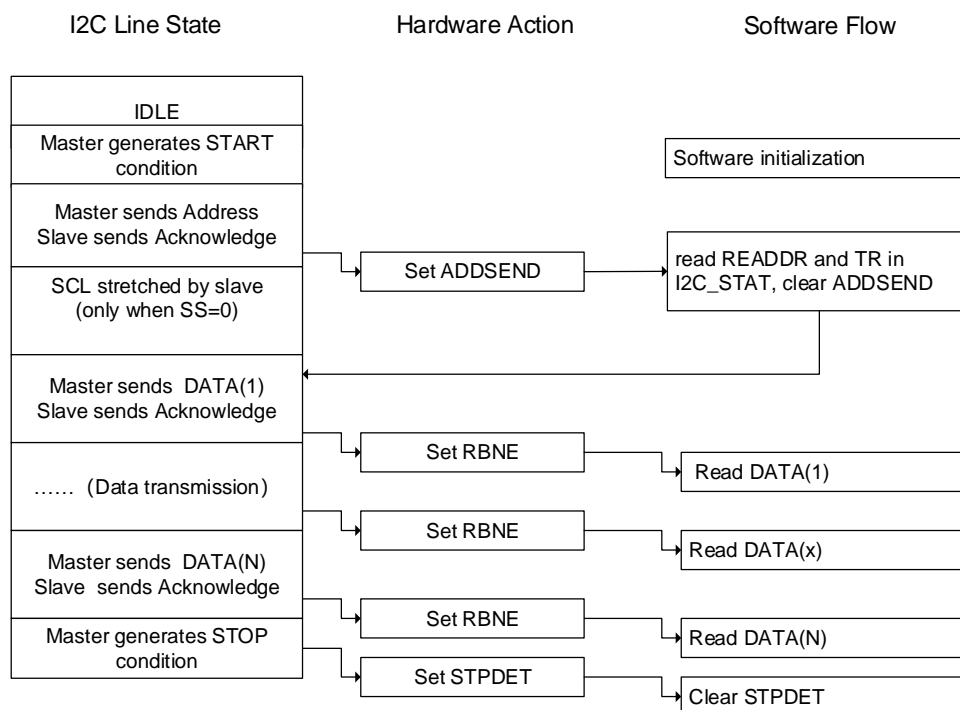 I2C Line State
Hardware Action
Software Flow
IDLE
Master generates START
condition
Software initialization
Master sends Address
Slave sends Acknowledge
Set ADDSEND
read READDR and TR in
I2C_STAT, clear ADDSEND
SCL stretched by slave
(only when SS=0)
Master sends DATA(1)
Slave sends Acknowledge
Set RBNE
Read DATA(1)
…… (Data transmission)
Set RBNE
Read DATA(x)
Master sends DATA(N)
Slave sends Acknowledge
Set RBNE
Read DATA(N)
Master generates STOP
condition
Set STPDET
Clear STPDET